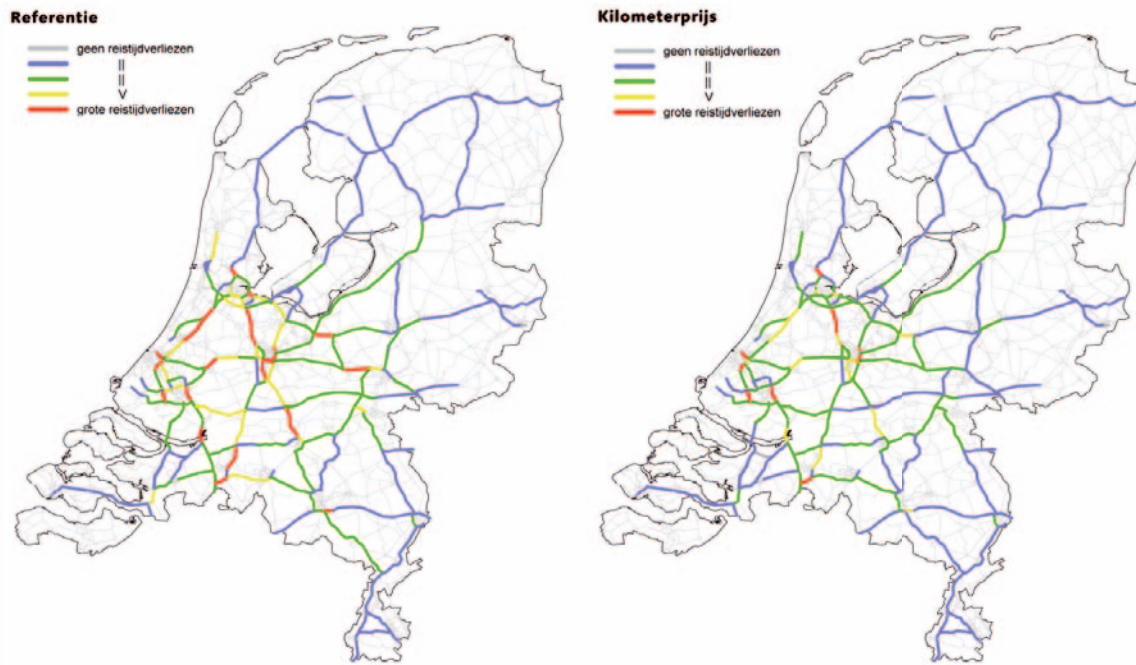 Referentie
geen reistijdverliezen
grote reistijdverliezen
Kilometerprijs
geen reistijdverliezen
grote reistijdverliezen